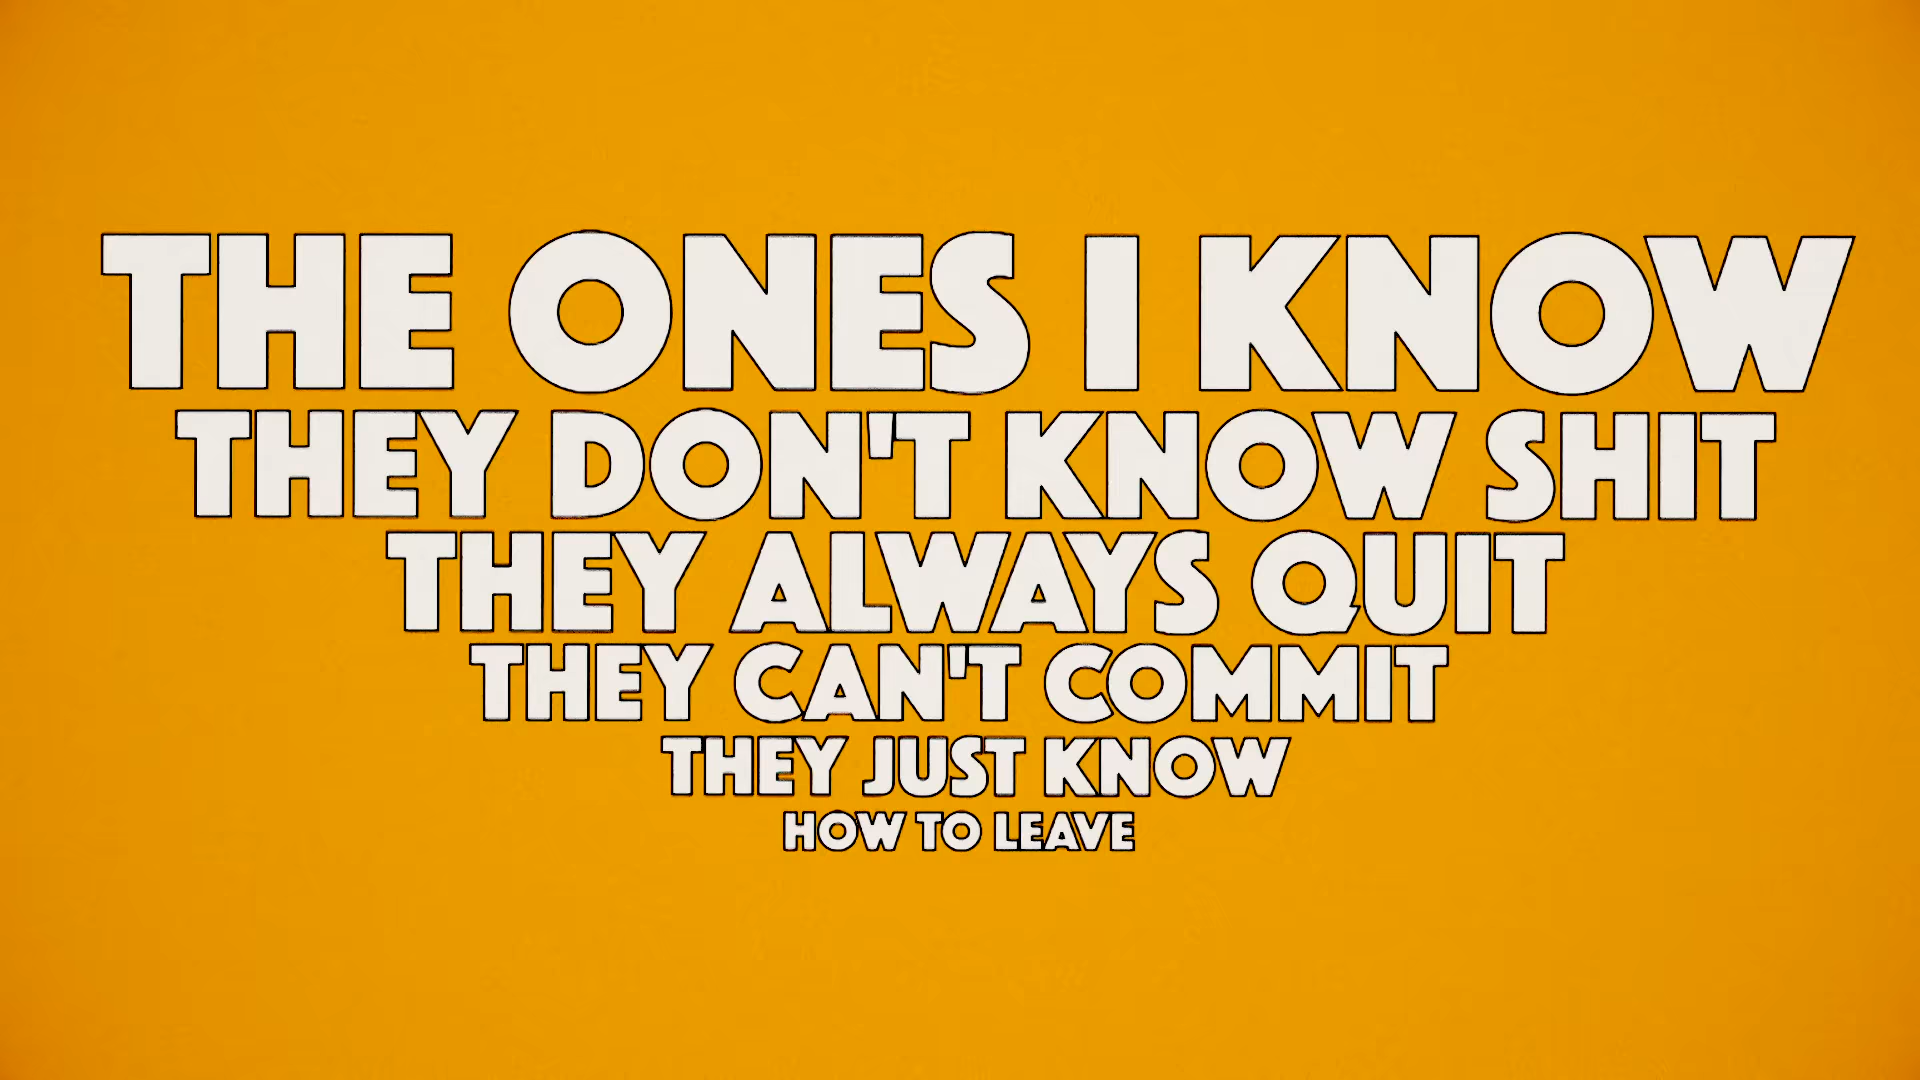 THE ONES I KNOW
THEY DON'T KNOW SHIT
THEY ALWAYS QUIT
THEY CAN'T COMMIT
THEY JUST KNOW
HOW TO LEAVE